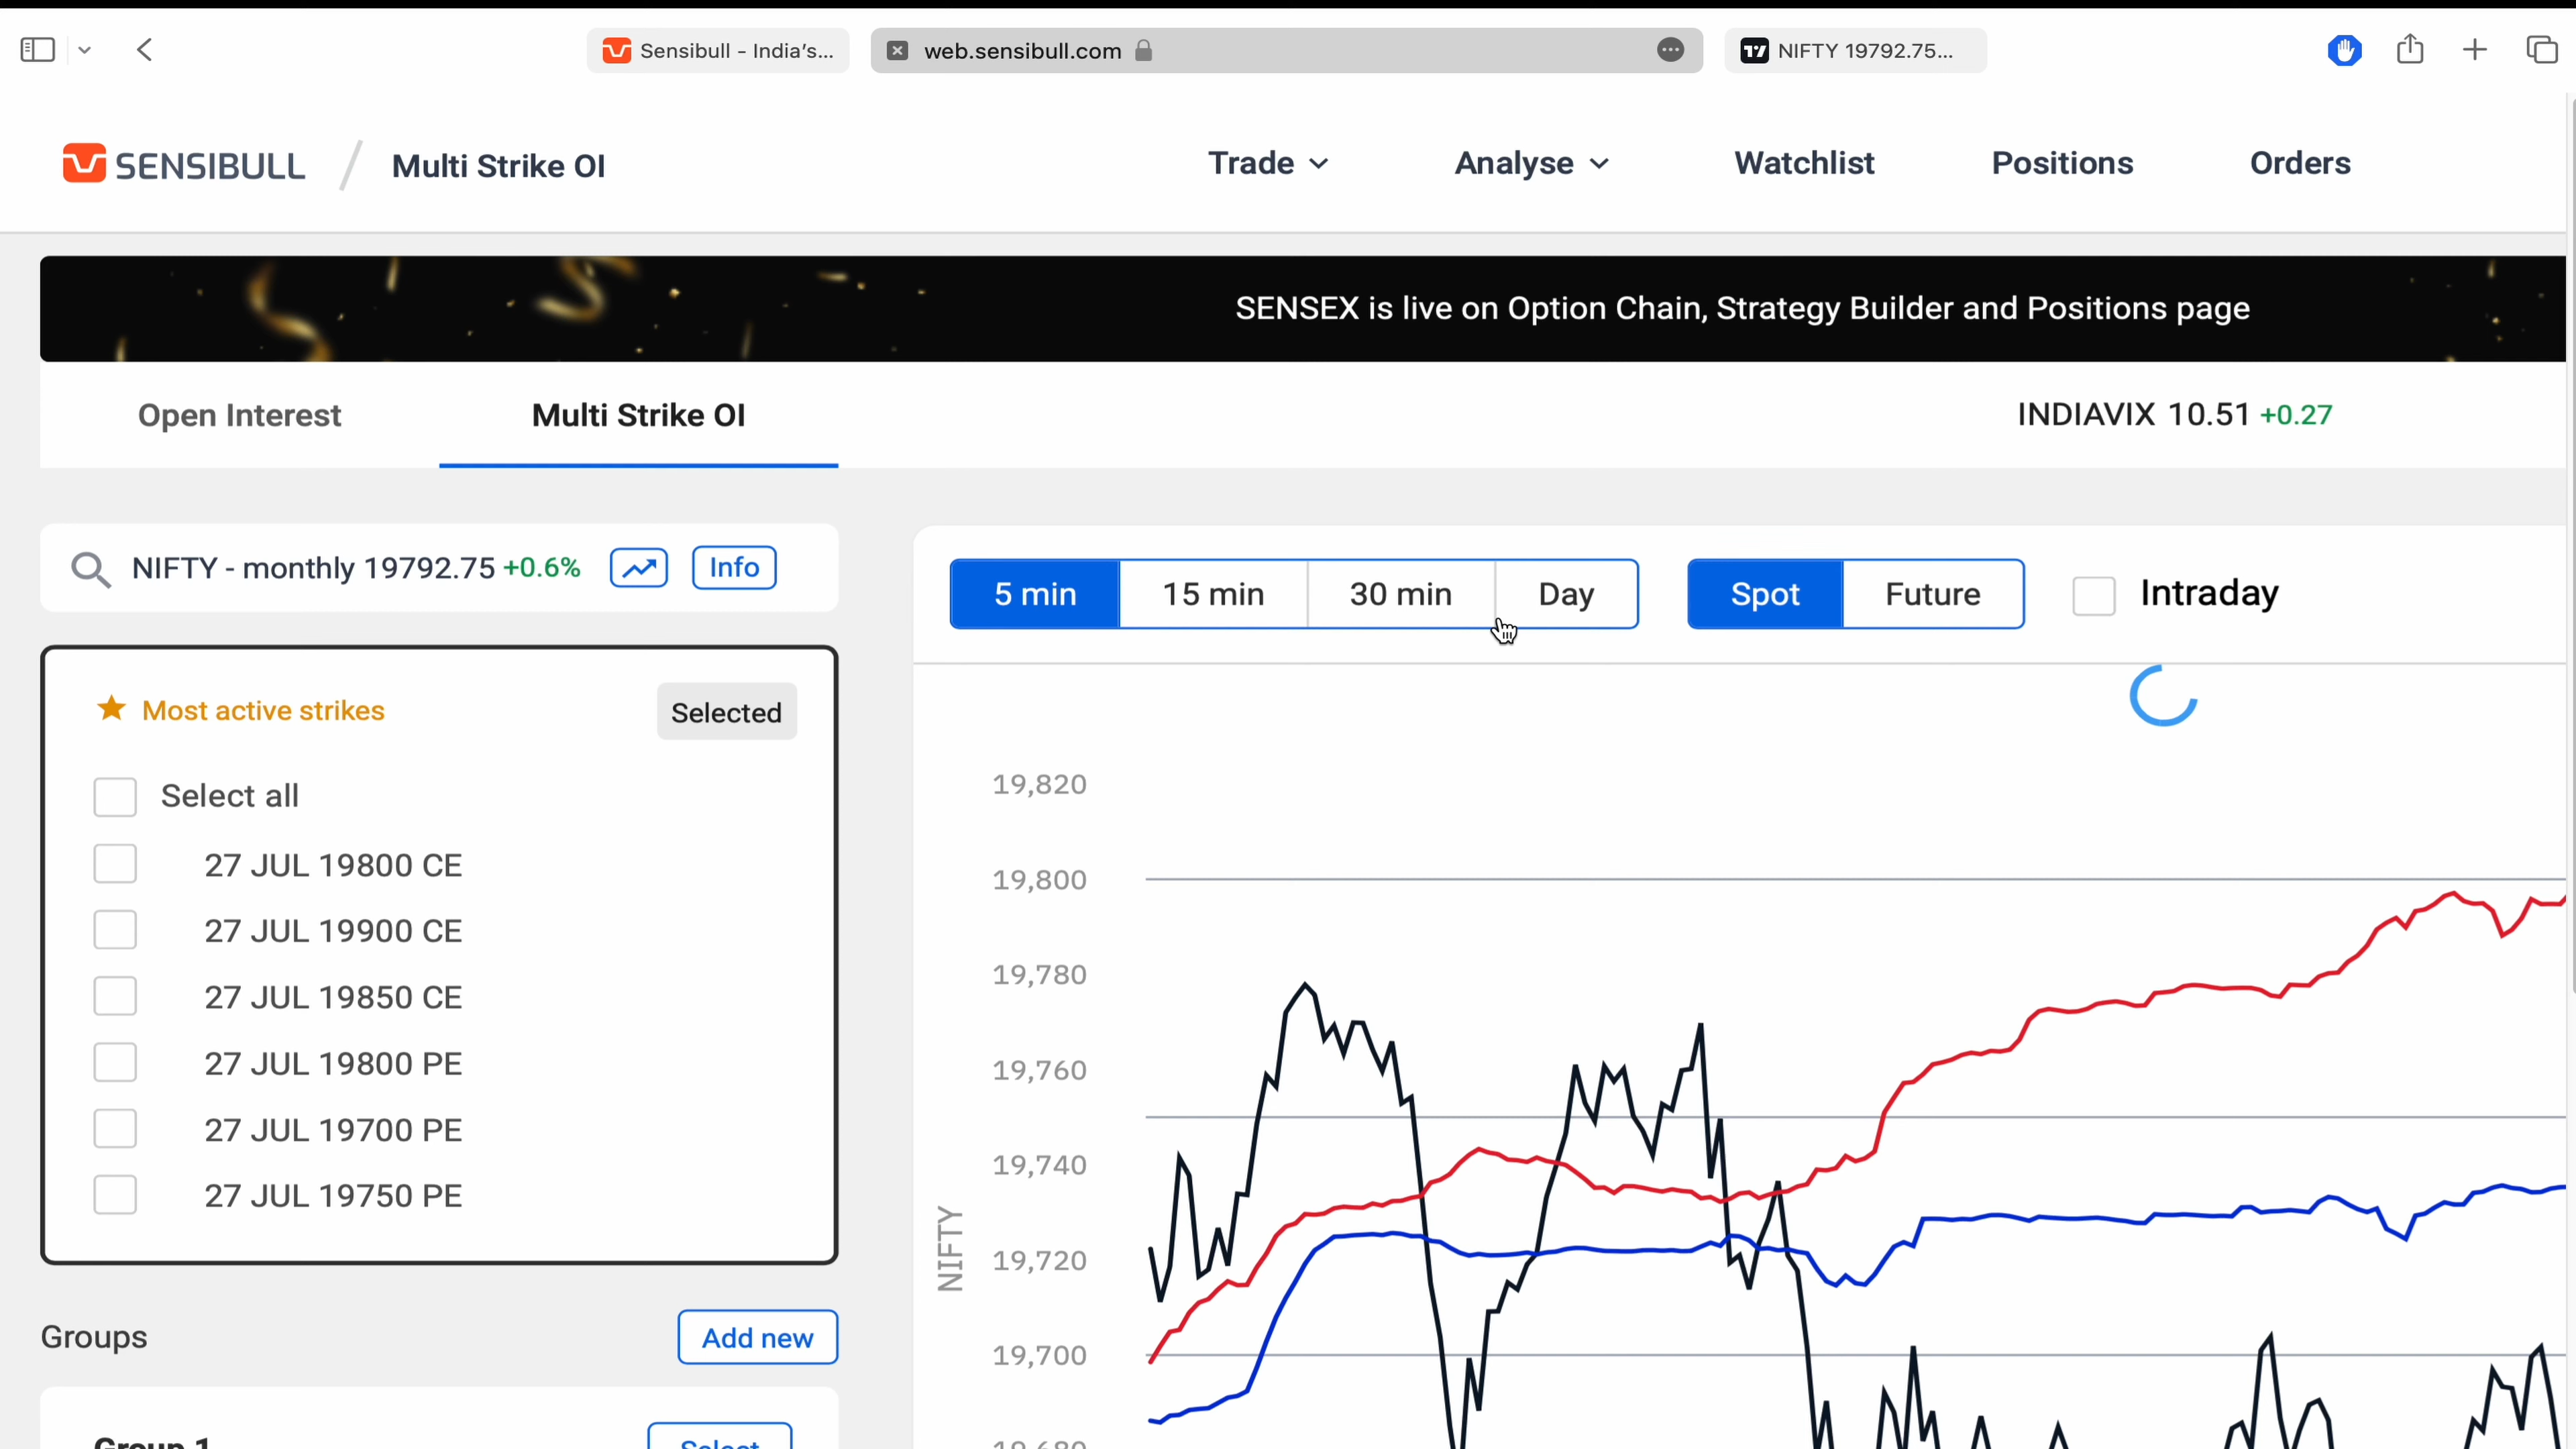 Sensibull - India's...
web.sensibull.com
NIFTY 19792.75...
SENSIBULL
Multi Strike OI
Trade
Analyse
Watchlist
Positions
Orders
SENSEX is live on Option Chain, Strategy Builder and Positions page
Open Interest
Multi Strike OI
INDIAVIX 10.51 +0.27
NIFTY - monthly 19792.75 +0.6%
Info
5 min
15 min
30 min
Day
Spot
Future
Intraday
Most active strikes
Selected
Select all
27 JUL 19800 CE
27 JUL 19900 CE
27 JUL 19850 CE
27 JUL 19800 PE
27 JUL 19700 PE
27 JUL 19750 PE
Groups
Add new
Group 1
Select
19,820
19,800
19,780
19,760
19,740
19,720
19,700
19,680
NIFTY